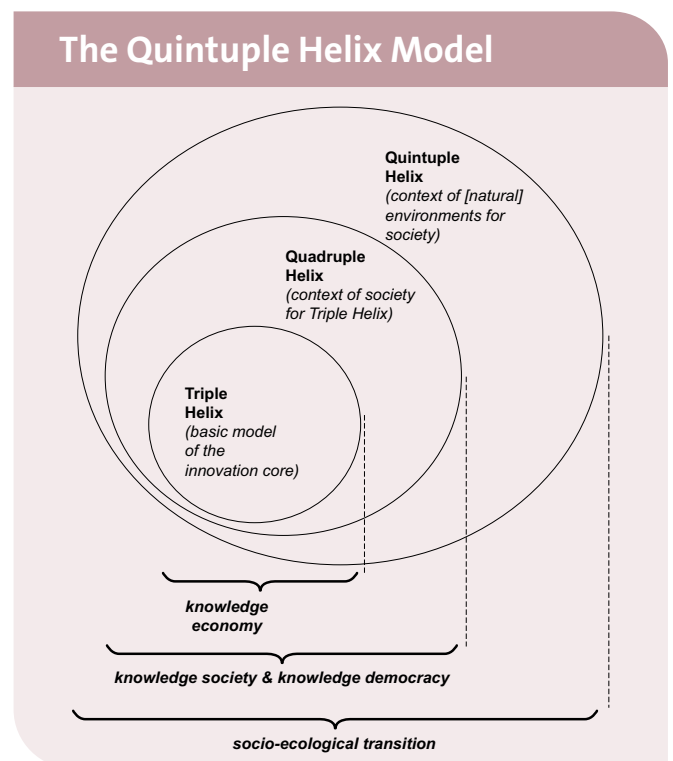 The Quintuple Helix Model
Quintuple
Helix
(context of [natural]
environments for
society)
Quadruple
Helix
(context of society
for Triple Helix)
Triple
Helix
(basic model
of the
innovation core)
knowledge
economy
knowledge society & knowledge democracy
socio-ecological transition